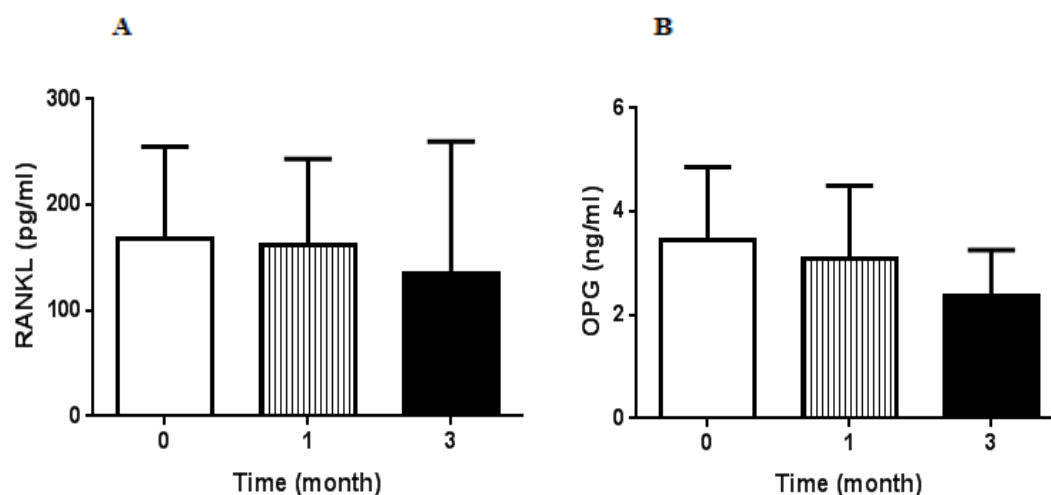 A
B
300
200
100
0
RANKL (pg/ml)
0 1 3
Time (month)
6
4
2
0
OPG (ng/ml)
0 1 3
Time (month)